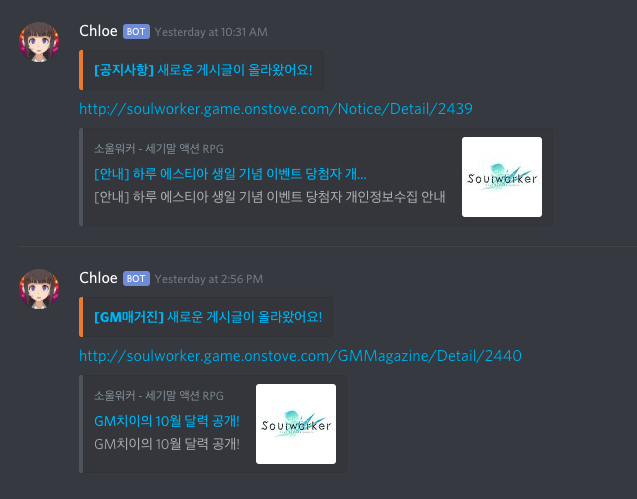 Chloe BOT Yesterday at 10:31 AM
[공지사항] 새로운 게시글이 올라왔어요!
http://soulworker.game.onstove.com/Notice/Detail/2439
소울워커 - 세기말 액션 RPG
[안내] 하루 에스티아 생일 기념 이벤트 당첨자 개...
[안내] 하루 에스티아 생일 기념 이벤트 당첨자 개인정보수집 안내
Soulworker
Chloe BOT Yesterday at 2:56 PM
[GM매거진] 새로운 게시글이 올라왔어요!
http://soulworker.game.onstove.com/GMMagazine/Detail/2440
소울워커 - 세기말 액션 RPG
GM치이의 10월 달력 공개!
GM치이의 10월 달력 공개!
Soulworker